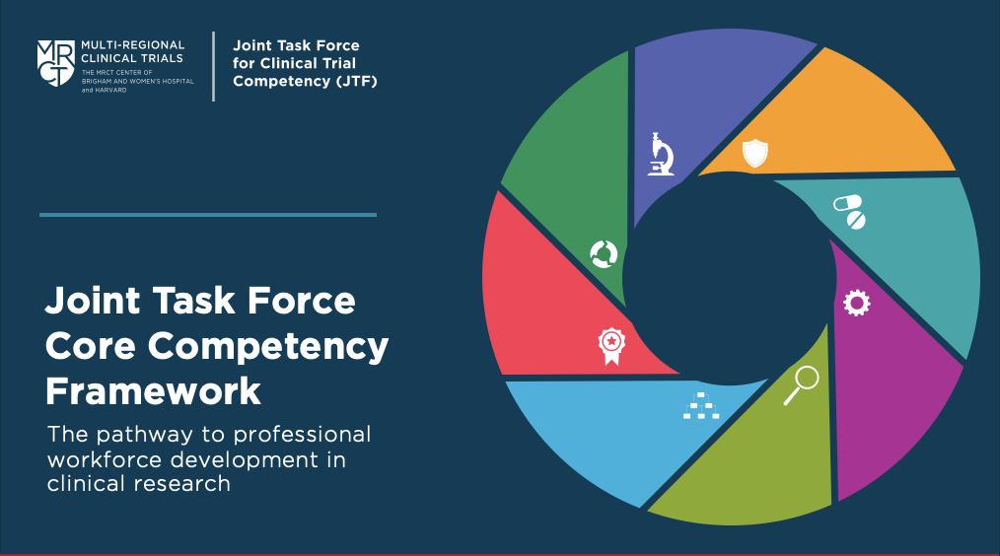 MRCT
MULTI-REGIONAL
CLINICAL TRIALS
THE MRCT CENTER OF
BRIGHAM AND WOMEN'S HOSPITAL
and HARVARD
Joint Task Force
for Clinical Trial
Competency (JTF)
Joint Task Force
Core Competency
Framework
The pathway to professional
workforce development in
clinical research